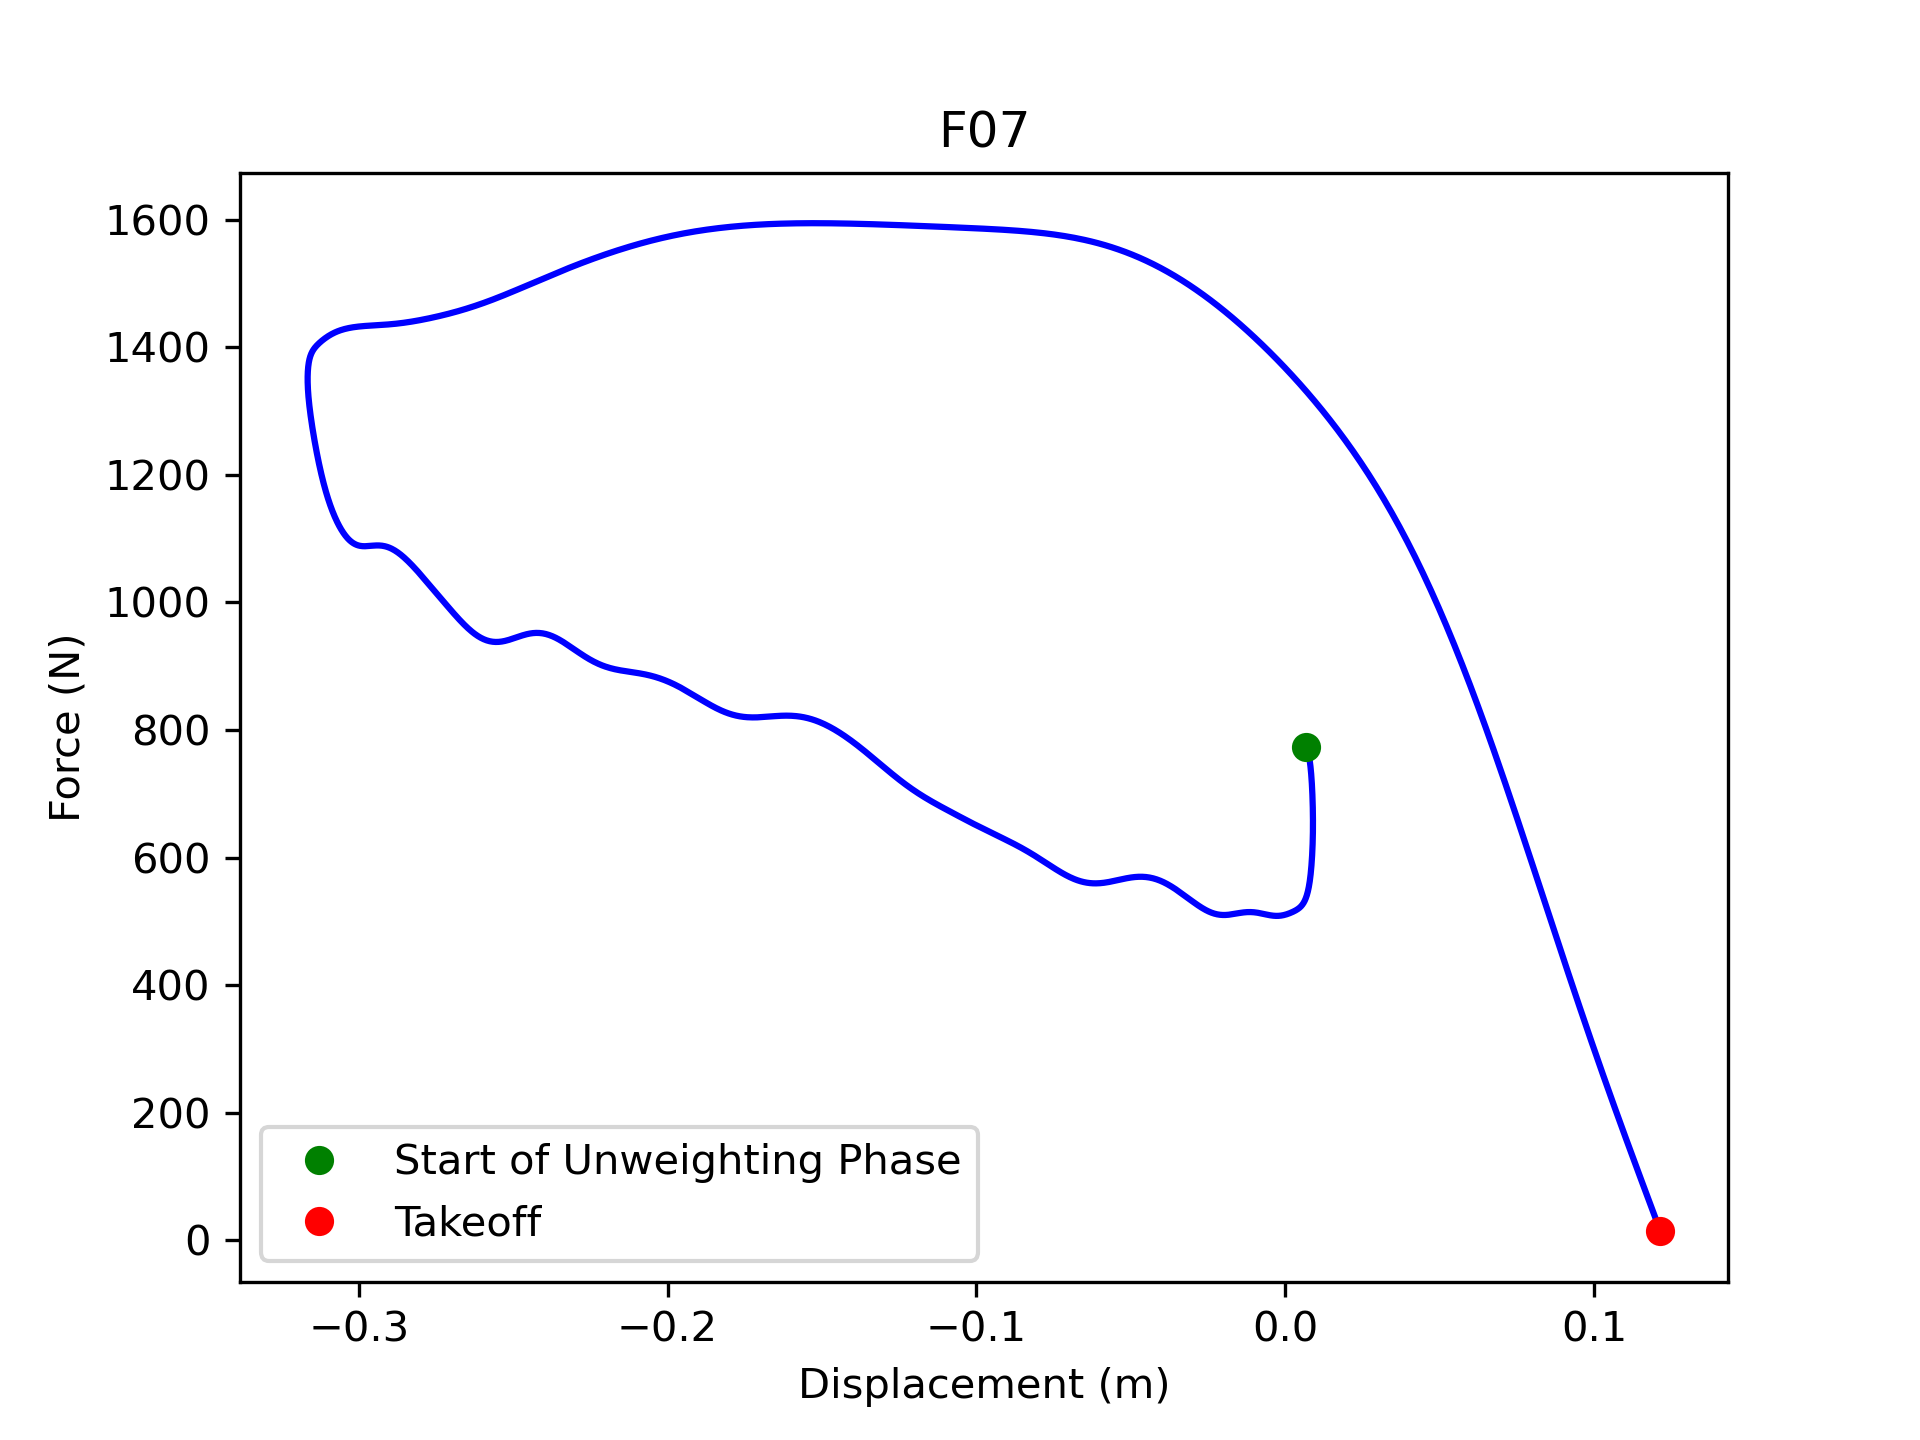 F07
1600
1400
1200
1000
800
600
400
200
0
Force (N)
Start of Unweighting Phase
Takeoff
−0.3 −0.2 −0.1 0.0 0.1
Displacement (m)